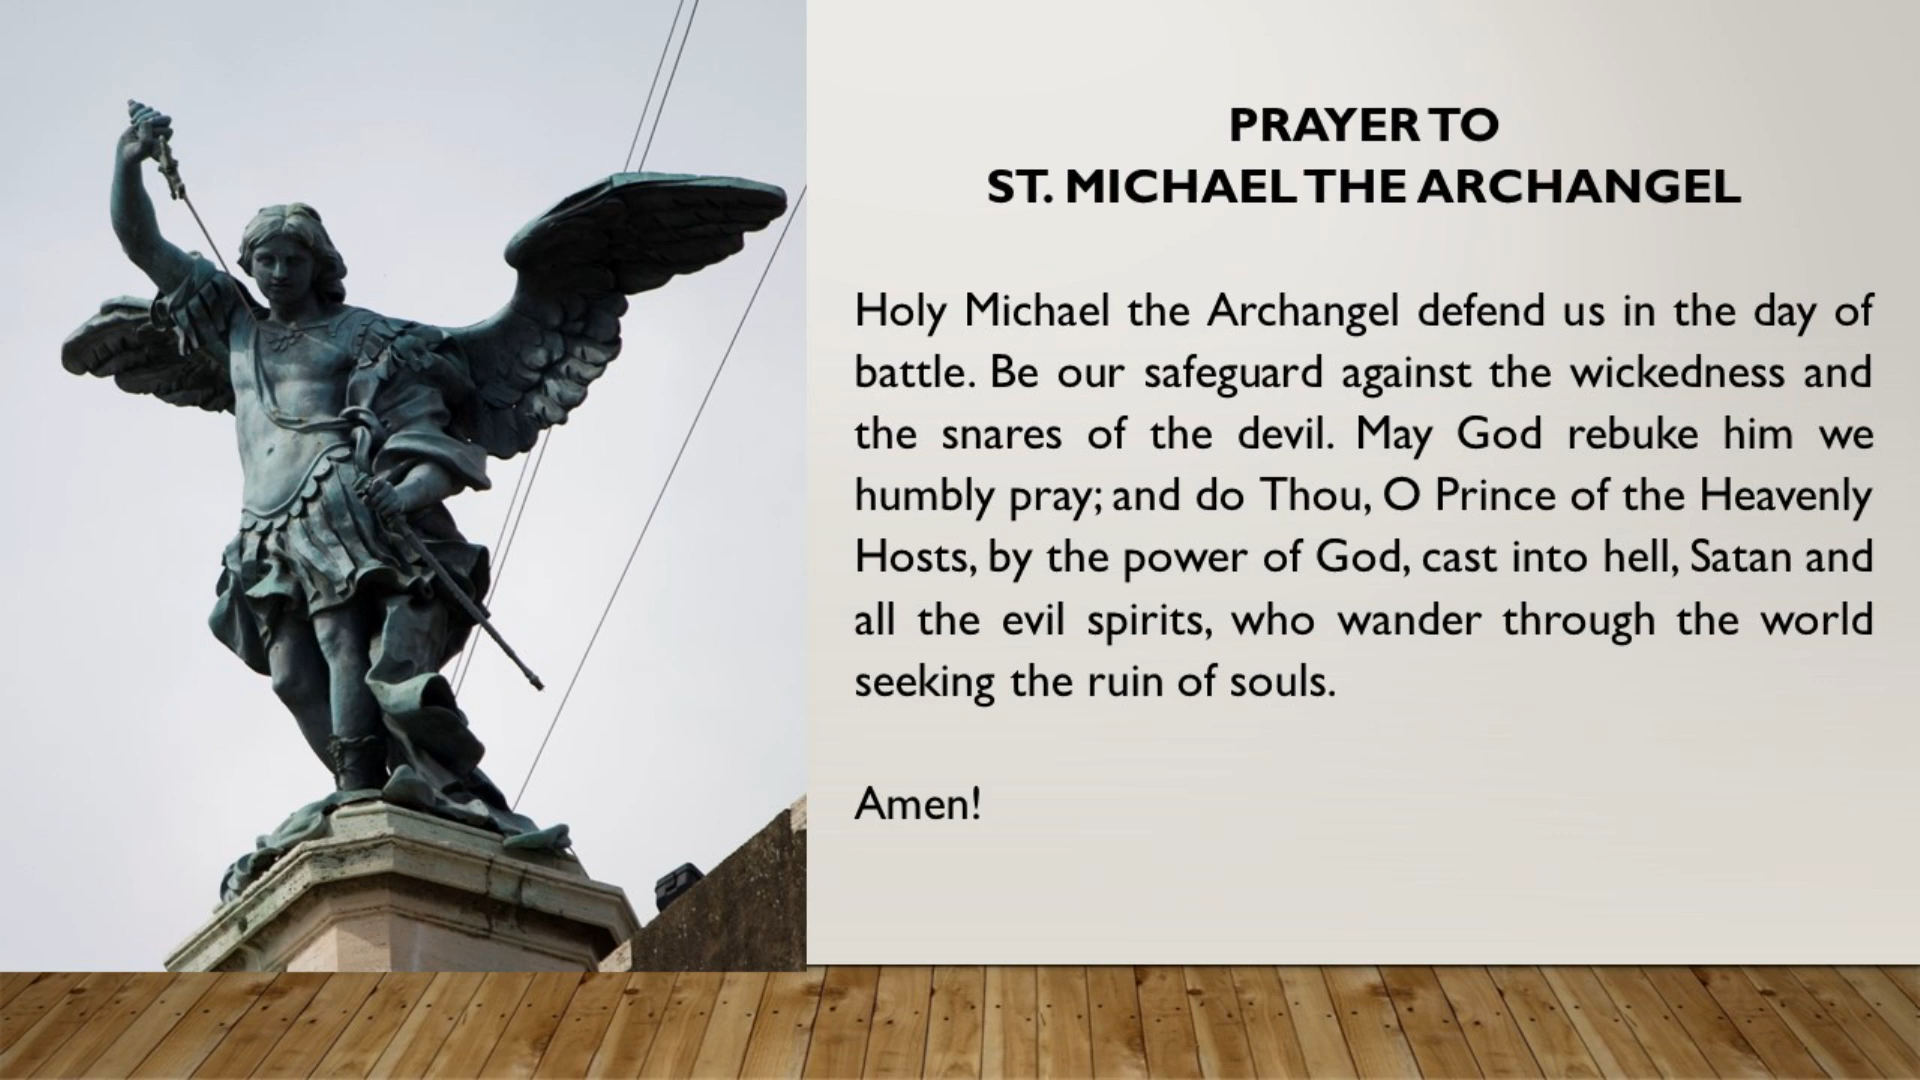 PRAYER TO
ST. MICHAEL THE ARCHANGEL
Holy Michael the Archangel defend us in the day of
battle. Be our safeguard against the wickedness and
the snares of the devil. May God rebuke him we
humbly pray; and do Thou, O Prince of the Heavenly
Hosts, by the power of God, cast into hell, Satan and
all the evil spirits, who wander through the world
seeking the ruin of souls.
Amen!